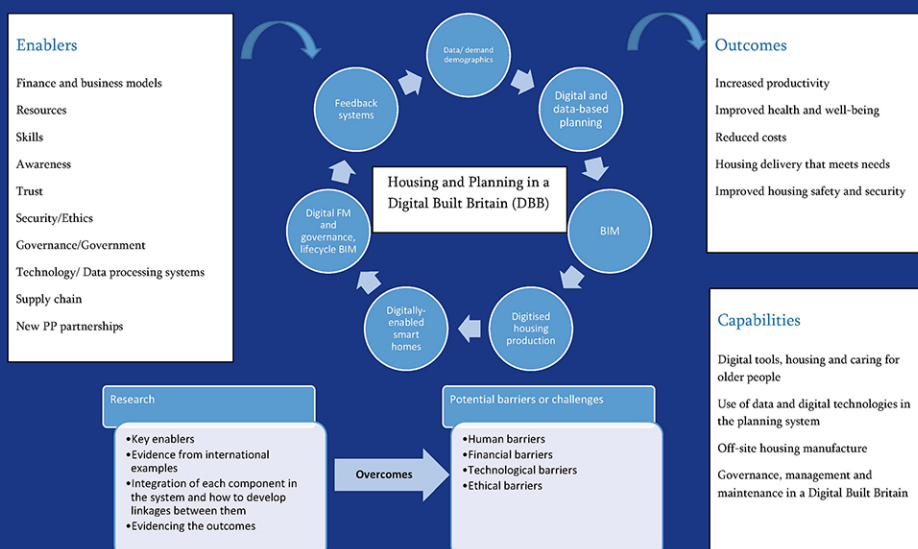 Enablers
Finance and business models
Resources
Skills
Awareness
Trust
Security/Ethics
Governance/Government
Technology/ Data processing systems
Supply chain
New PP partnerships
Data/ demand
demographics
Digital and
data-based
planning
BIM
Digitised
housing
production
Digitally-
enabled
smart
homes
Digital FM
and
governance,
lifecycle BIM
Feedback
systems
Housing and Planning in a
Digital Built Britain (DBB)
Outcomes
Increased productivity
Improved health and well-being
Reduced costs
Housing delivery that meets needs
Improved housing safety and security
Capabilities
Digital tools, housing and caring for
older people
Use of data and digital technologies in
the planning system
Off-site housing manufacture
Governance, management and
maintenance in a Digital Built Britain
Research
•Key enablers
•Evidence from international
examples
•Integration of each component in
the system and how to develop
linkages between them
•Evidencing the outcomes
Overcomes
Potential barriers or challenges
•Human barriers
•Financial barriers
•Technological barriers
•Ethical barriers